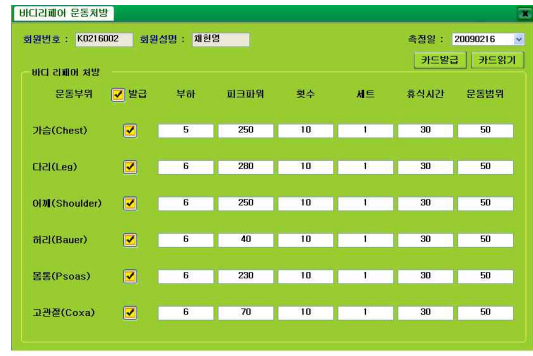 바디리페어 운동처방
회원번호 : K0216002 회원성명 : 채현영 측정일 : 20090216
카드발급 카드읽기
바디 리페어 처방
운동부위 발급 부하 피크파워 횟수 세트 휴식시간 운동범위
가슴(Chest) 5 250 10 1 30 50
다리(Leg) 6 280 10 1 30 50
어깨(Shoulder) 6 250 10 1 30 50
허리(Bauer) 6 40 10 1 30 50
몸통(Psoas) 6 230 10 1 30 50
고관절(Coxa) 6 70 10 1 30 50